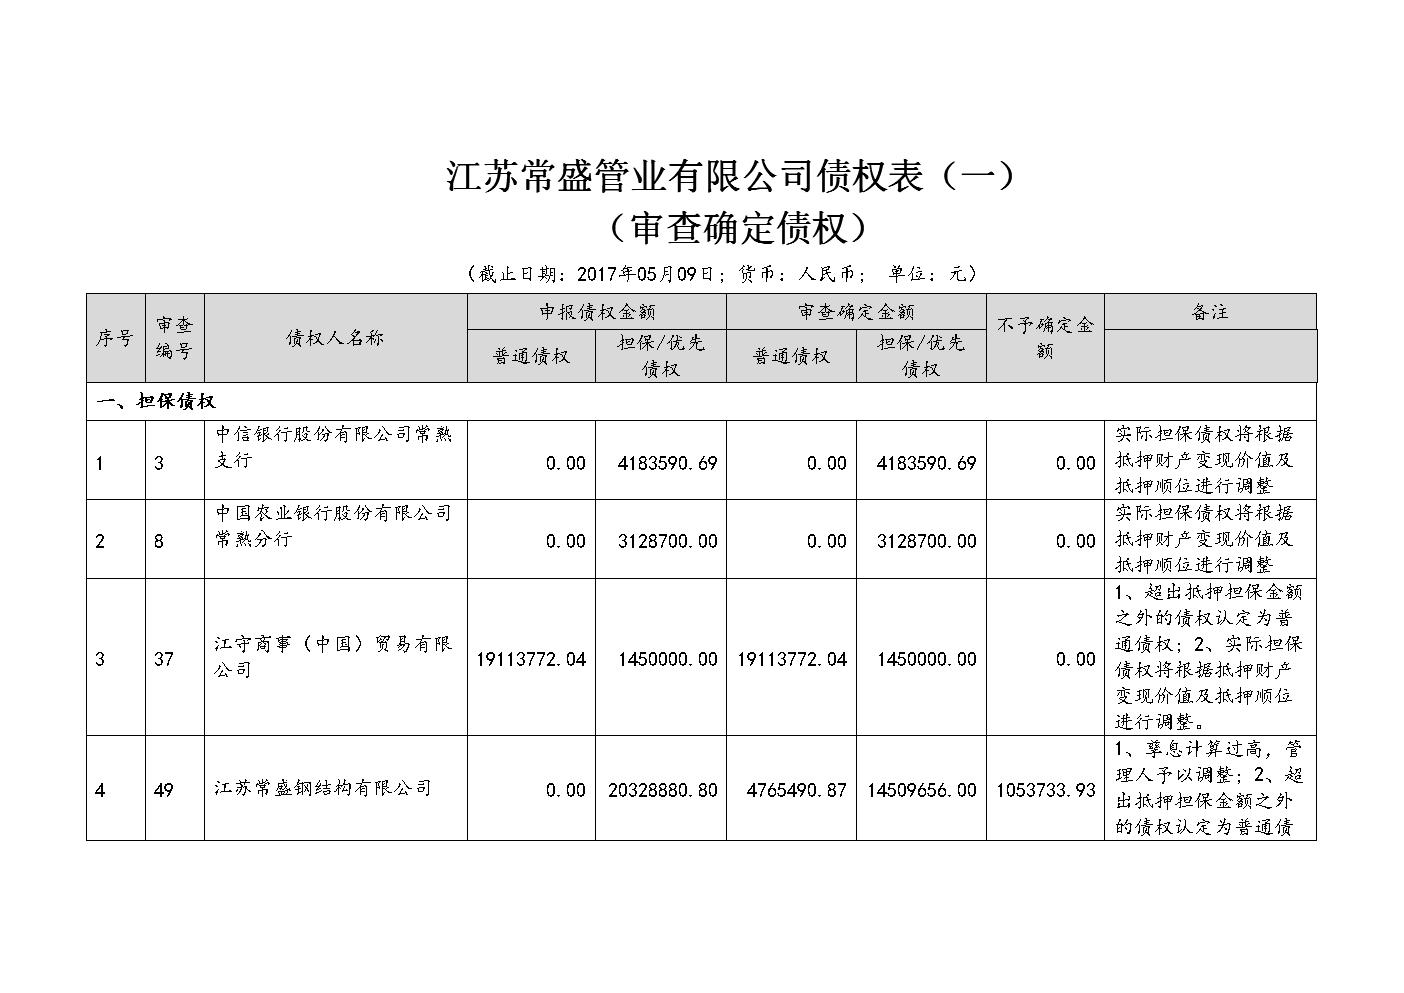 江苏常盛管业有限公司债权表（一）
（审查确定债权）
（截止日期：2017年05月09日；货币：人民币； 单位：元）
序号 审查编号 债权人名称 申报债权金额 审查确定金额 不予确定金额 备注
普通债权 担保/优先债权 普通债权 担保/优先债权
一、担保债权
1 3 中信银行股份有限公司常熟支行 0.00 4183590.69 0.00 4183590.69 0.00 实际担保债权将根据抵押财产变现价值及抵押顺位进行调整
2 8 中国农业银行股份有限公司常熟分行 0.00 3128700.00 0.00 3128700.00 0.00 实际担保债权将根据抵押财产变现价值及抵押顺位进行调整
3 37 江守商事（中国）贸易有限公司 19113772.04 1450000.00 19113772.04 1450000.00 0.00 1、超出抵押担保金额之外的债权认定为普通债权；2、实际担保债权将根据抵押财产变现价值及抵押顺位进行调整。
4 49 江苏常盛钢结构有限公司 0.00 20328880.80 4765490.87 14509656.00 1053733.93 1、孳息计算过高，管理人予以调整；2、超出抵押担保金额之外的债权认定为普通债